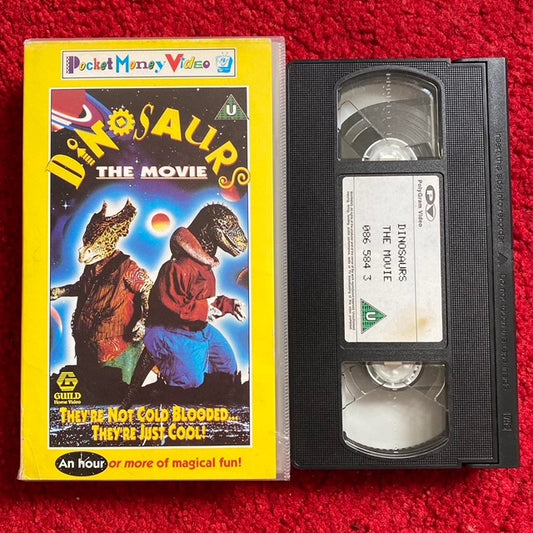 Pocket Money Video
U
DINOSAURS
THE MOVIE
GUILD
Home Video
THEY'RE NOT COLD BLOODED...
THEY'RE JUST COOL!
An hour or more of magical fun!
PolyGram Video
DINOSAURS
THE MOVIE
086 584 3
U